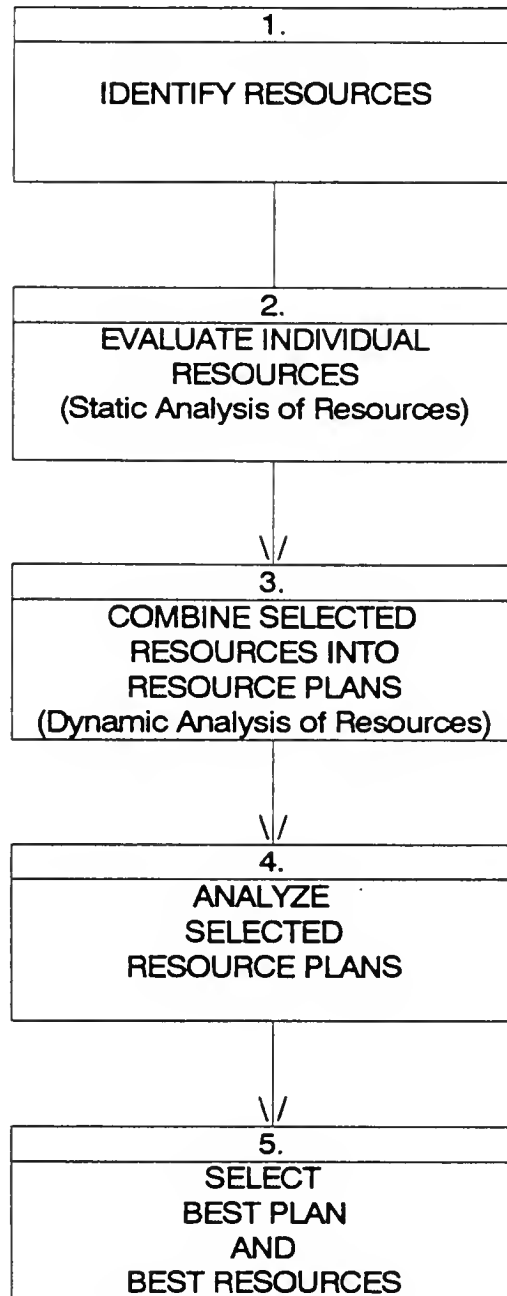 1.
IDENTIFY RESOURCES
2.
EVALUATE INDIVIDUAL
RESOURCES
(Static Analysis of Resources)
3.
COMBINE SELECTED
RESOURCES INTO
RESOURCE PLANS
(Dynamic Analysis of Resources)
4.
ANALYZE
SELECTED
RESOURCE PLANS
5.
SELECT
BEST PLAN
AND
BEST RESOURCES